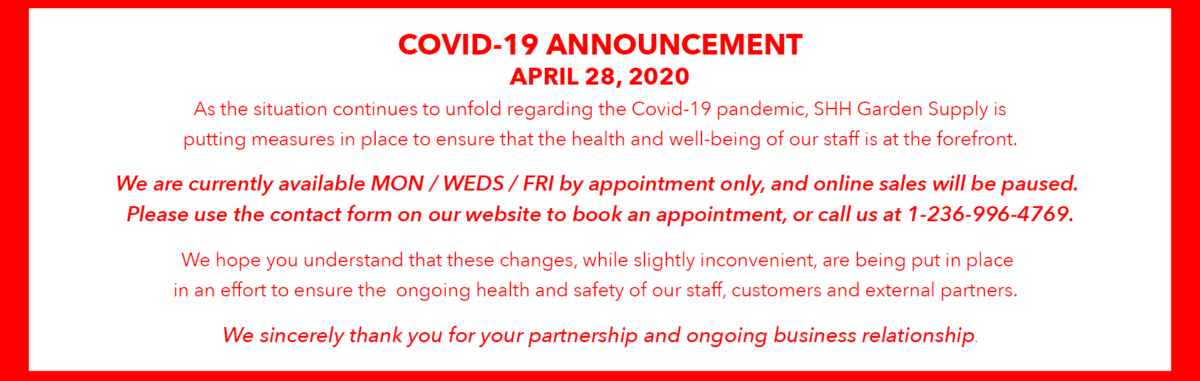 COVID-19 ANNOUNCEMENT
APRIL 28, 2020
As the situation continues to unfold regarding the Covid-19 pandemic, SHH Garden Supply is
putting measures in place to ensure that the health and well-being of our staff is at the forefront.
We are currently available MON / WEDS / FRI by appointment only, and online sales will be paused.
Please use the contact form on our website to book an appointment, or call us at 1-236-996-4769.
We hope you understand that these changes, while slightly inconvenient, are being put in place
in an effort to ensure the  ongoing health and safety of our staff, customers and external partners.
We sincerely thank you for your partnership and ongoing business relationship.